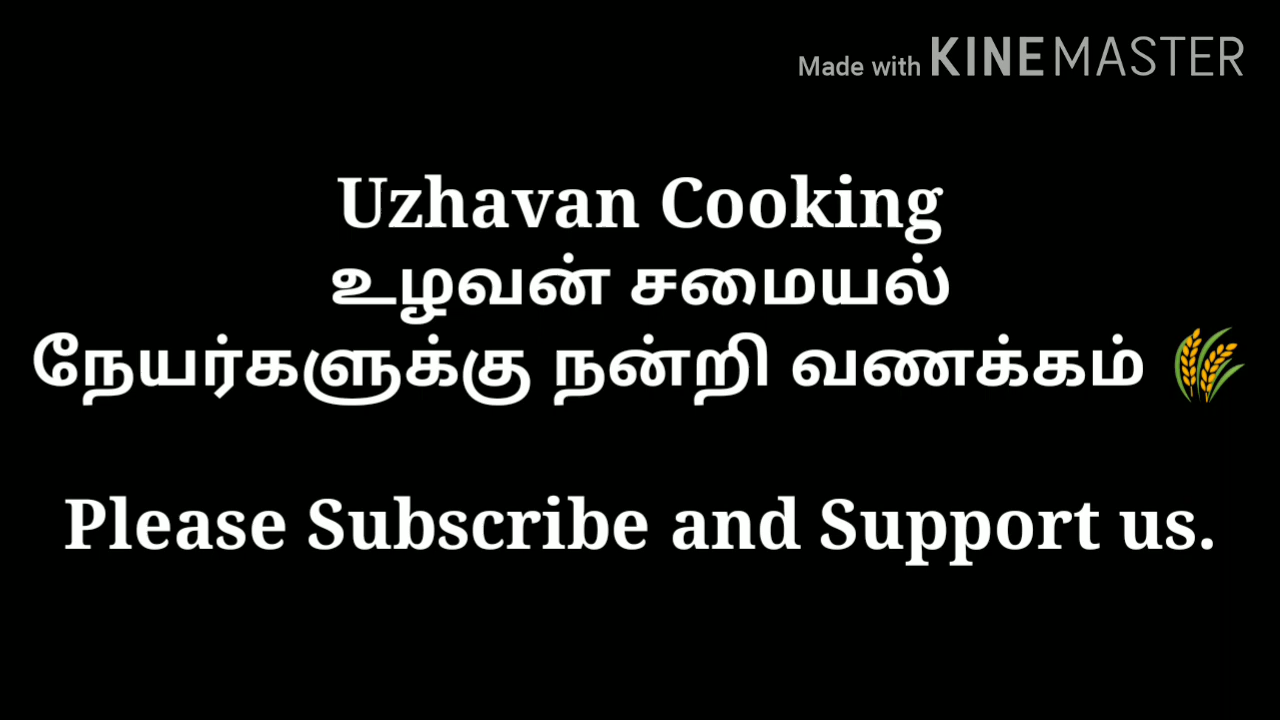 Made with KINEMASTER
Uzhavan Cooking
உழவன் சமையல்
நேயர்களுக்கு நன்றி வணக்கம் 🌾
Please Subscribe and Support us.